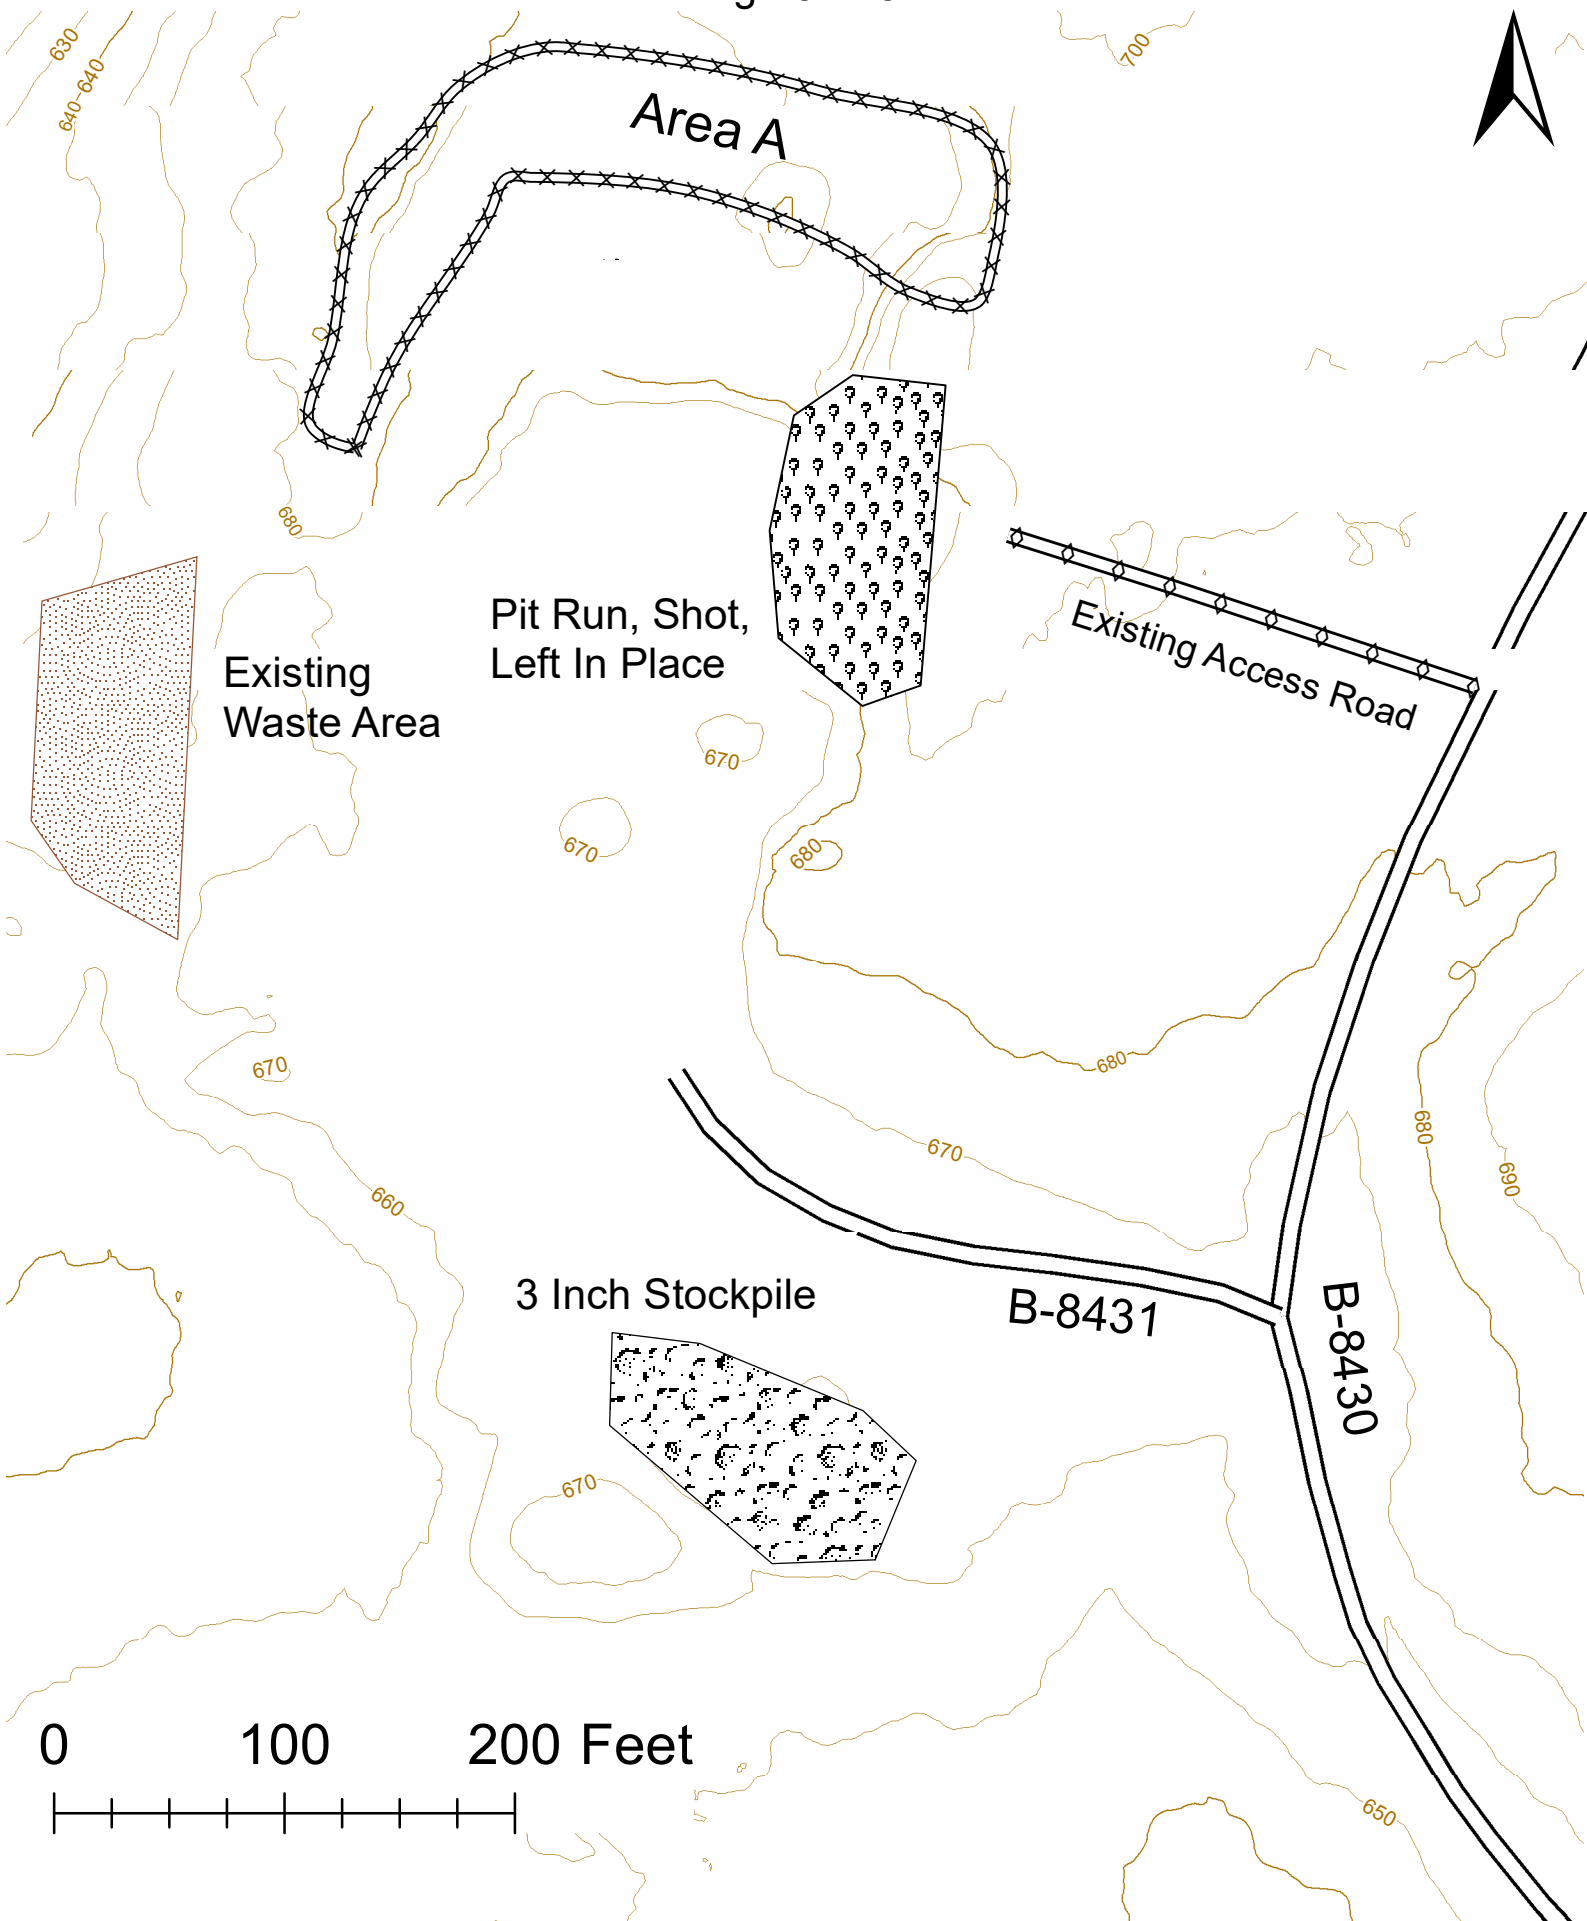 630
640
640
700
Area A
680
Pit Run, Shot,
Left In Place
Existing Access Road
Existing
Waste Area
670
670
680
670
680
680
670
690
660
3 Inch Stockpile
B-8431
B-8430
670
0 100 200 Feet
650